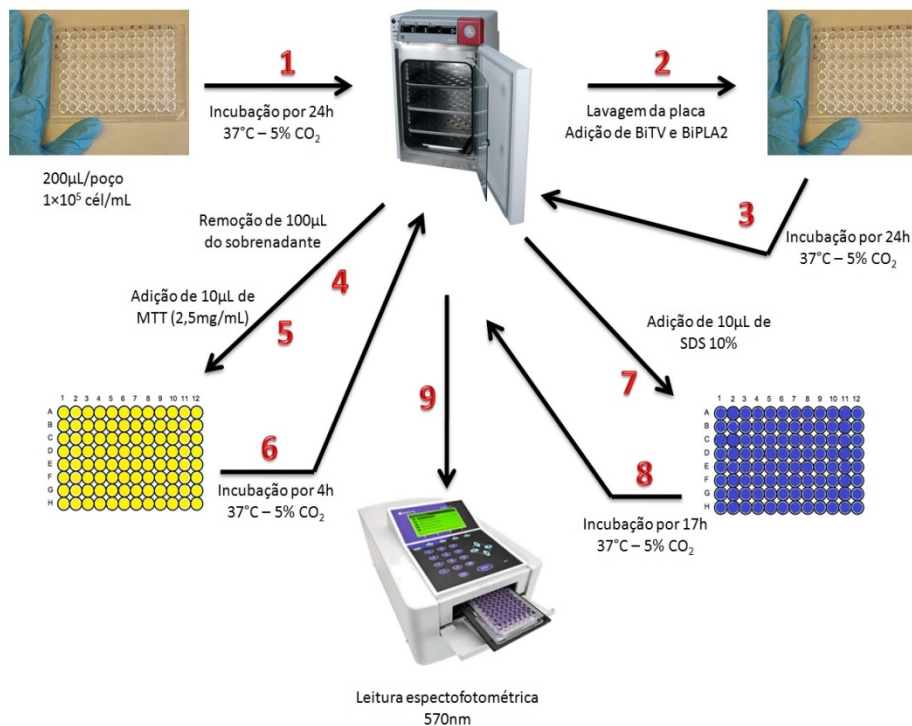 1
Incubação por 24h
37°C – 5% CO₂
2
Lavagem da placa
Adição de BiTV e BiPLA2
200µL/poço
1×10⁵ cél/mL
3
Incubação por 24h
37°C – 5% CO₂
Remoção de 100µL
do sobrenadante
4
Adição de 10µL de
MTT (2,5mg/mL)
5
Adição de 10µL de
SDS 10%
7
1 2 3 4 5 6 7 8 9 10 11 12
A
B
C
D
E
F
G
H
6
Incubação por 4h
37°C – 5% CO₂
9
1 2 3 4 5 6 7 8 9 10 11 12
A
B
C
D
E
F
G
H
8
Incubação por 17h
37°C – 5% CO₂
Leitura espectofotométrica
570nm